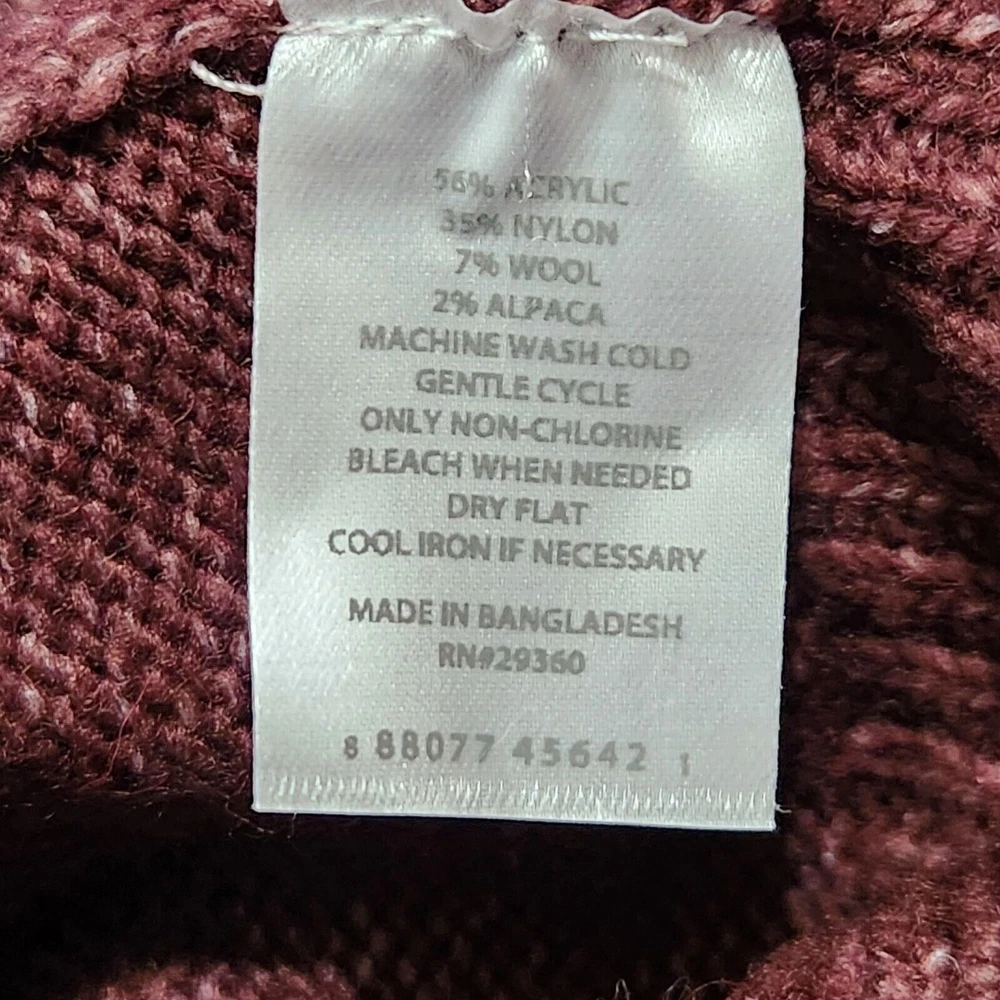 56% ACRYLIC
35% NYLON
7% WOOL
2% ALPACA
MACHINE WASH COLD
GENTLE CYCLE
ONLY NON-CHLORINE
BLEACH WHEN NEEDED
DRY FLAT
COOL IRON IF NECESSARY
MADE IN BANGLADESH
RN#29360
8 88077 45642 1